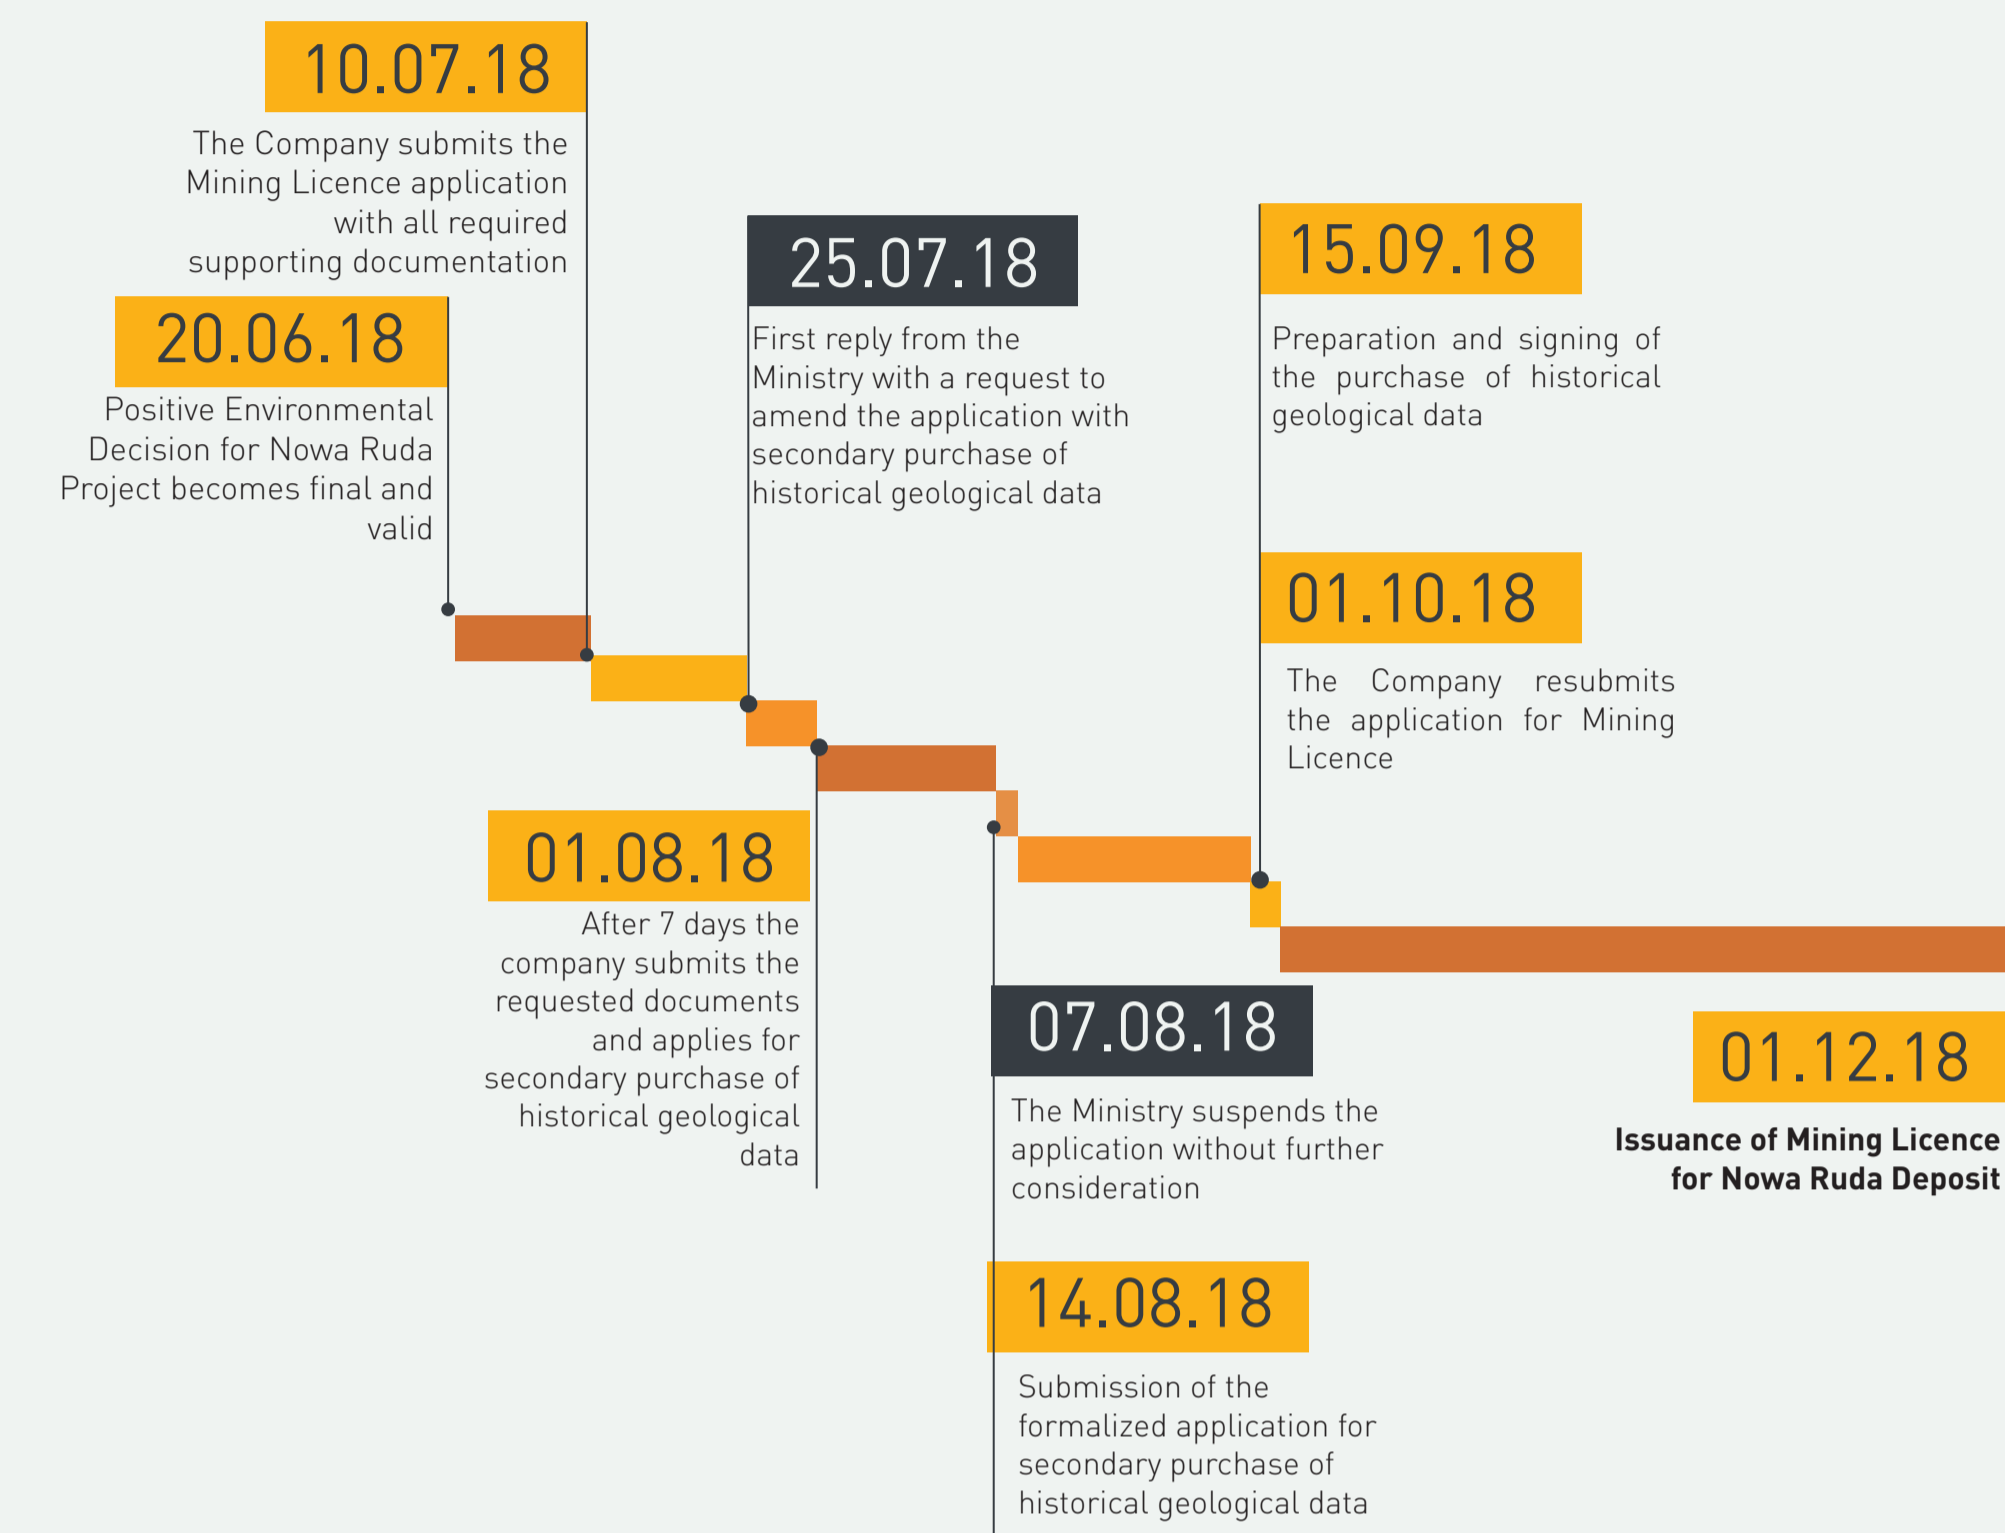 10.07.18
The Company submits the
Mining Licence application
with all required
supporting documentation
20.06.18
Positive Environmental
Decision for Nowa Ruda
Project becomes final and
valid
25.07.18
First reply from the
Ministry with a request to
amend the application with
secondary purchase of
historical geological data
15.09.18
Preparation and signing of
the purchase of historical
geological data
01.10.18
The Company resubmits
the application for Mining
Licence
01.08.18
After 7 days the
company submits the
requested documents
and applies for
secondary purchase of
historical geological
data
07.08.18
The Ministry suspends the
application without further
consideration
14.08.18
Submission of the
formalized application for
secondary purchase of
historical geological data
01.12.18
Issuance of Mining Licence
for Nowa Ruda Deposit